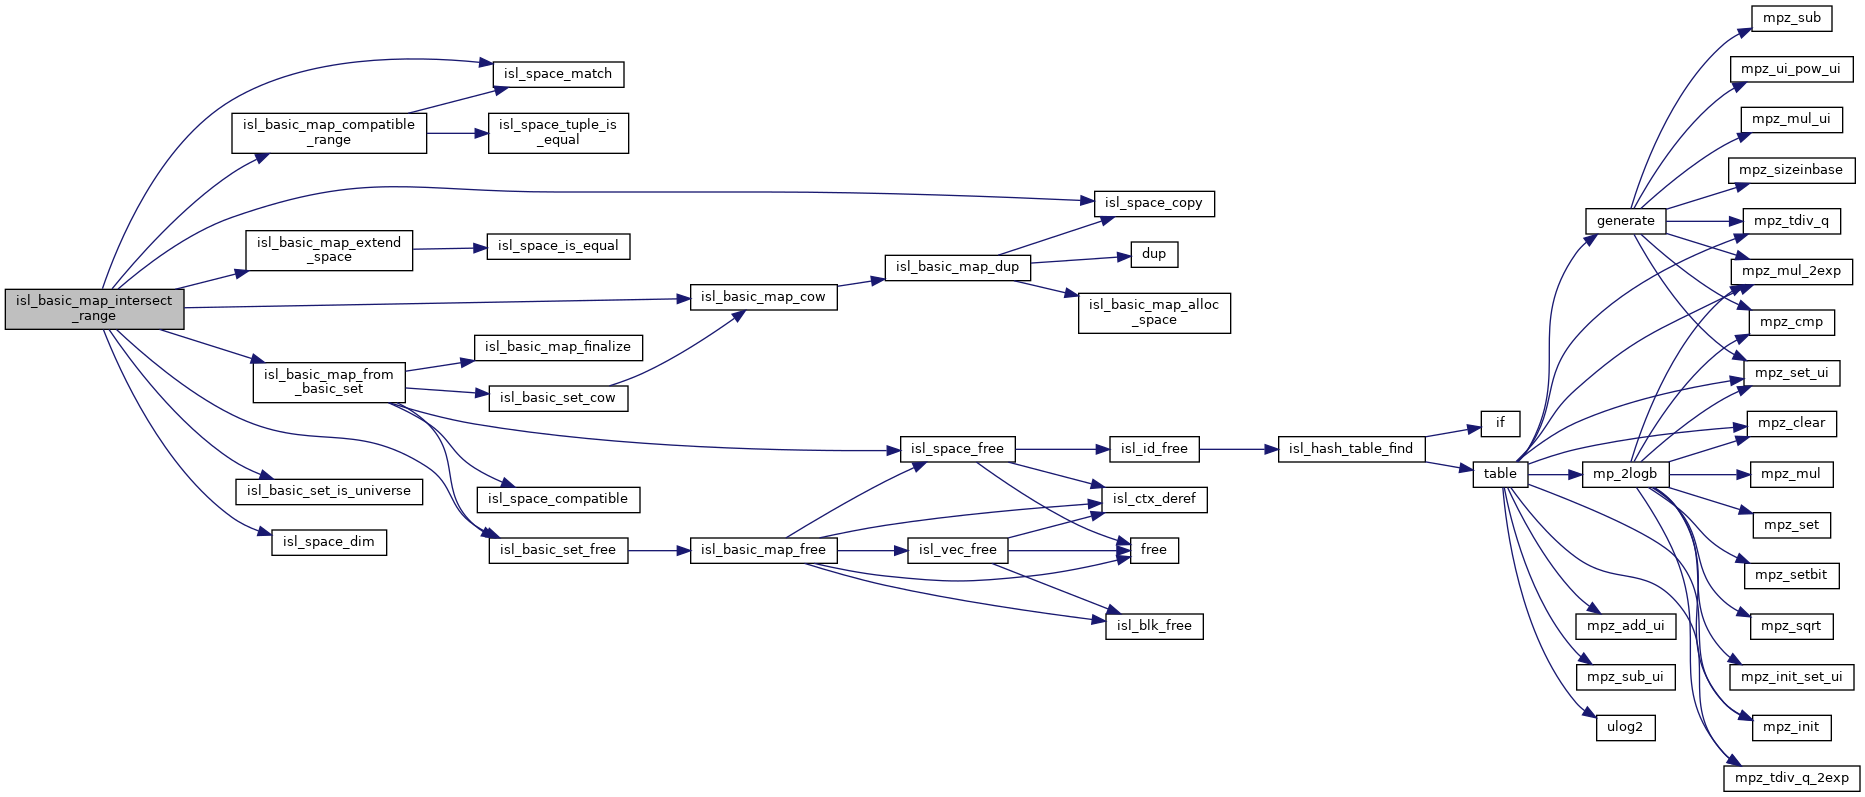 isl_basic_map_intersect
_range
isl_space_match
isl_basic_map_compatible
_range
isl_space_tuple_is
_equal
isl_basic_map_extend
_space
isl_space_is_equal
isl_basic_map_from
_basic_set
isl_basic_map_finalize
isl_basic_set_cow
isl_basic_set_is_universe
isl_space_dim
isl_space_compatible
isl_basic_set_free
isl_basic_map_cow
isl_basic_map_free
isl_basic_map_dup
isl_space_free
isl_vec_free
isl_space_copy
dup
isl_basic_map_alloc
_space
isl_id_free
isl_ctx_deref
free
isl_blk_free
isl_hash_table_find
if
table
generate
mp_2logb
mpz_add_ui
mpz_sub_ui
ulog2
mpz_sub
mpz_ui_pow_ui
mpz_mul_ui
mpz_sizeinbase
mpz_tdiv_q
mpz_mul_2exp
mpz_cmp
mpz_set_ui
mpz_clear
mpz_mul
mpz_set
mpz_setbit
mpz_sqrt
mpz_init_set_ui
mpz_init
mpz_tdiv_q_2exp